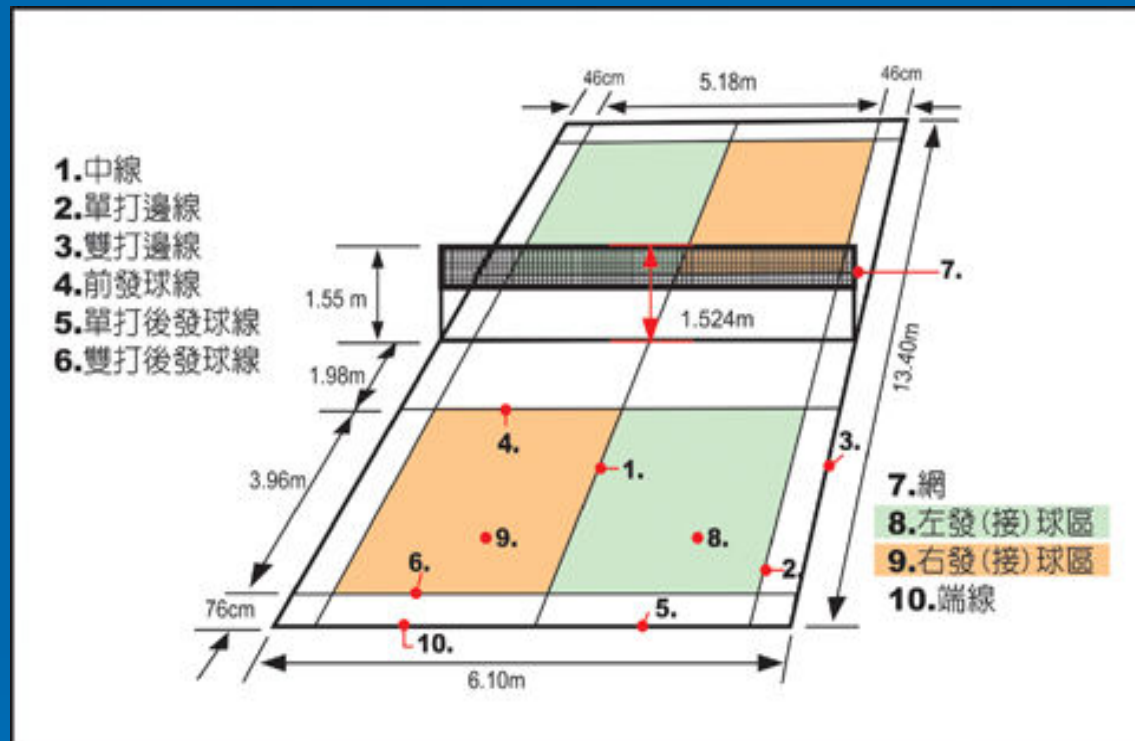 46cm
5.18m
46cm
1.中線
2.單打邊線
3.雙打邊線
4.前發球線
5.單打後發球線
6.雙打後發球線
1.55 m
1.524m
7.
13.40m
1.98m
4.
1.
3.
3.96m
9.
8.
7.網
8.左發(接)球區
9.右發(接)球區
10.端線
6.
2.
76cm
5.
10.
6.10m